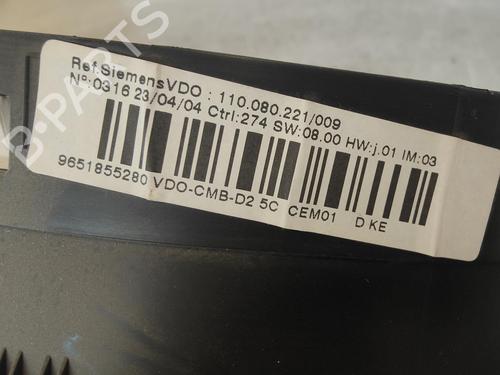 Ref.SiemensVDO : 110.080.221/009
Nº:0316 23/04/04 Ctrl:274 SW:08.00 HW:j.01 IM:03
9651855280 VDO-CMB-D2 5C CEM01 D KE
B-PARTS